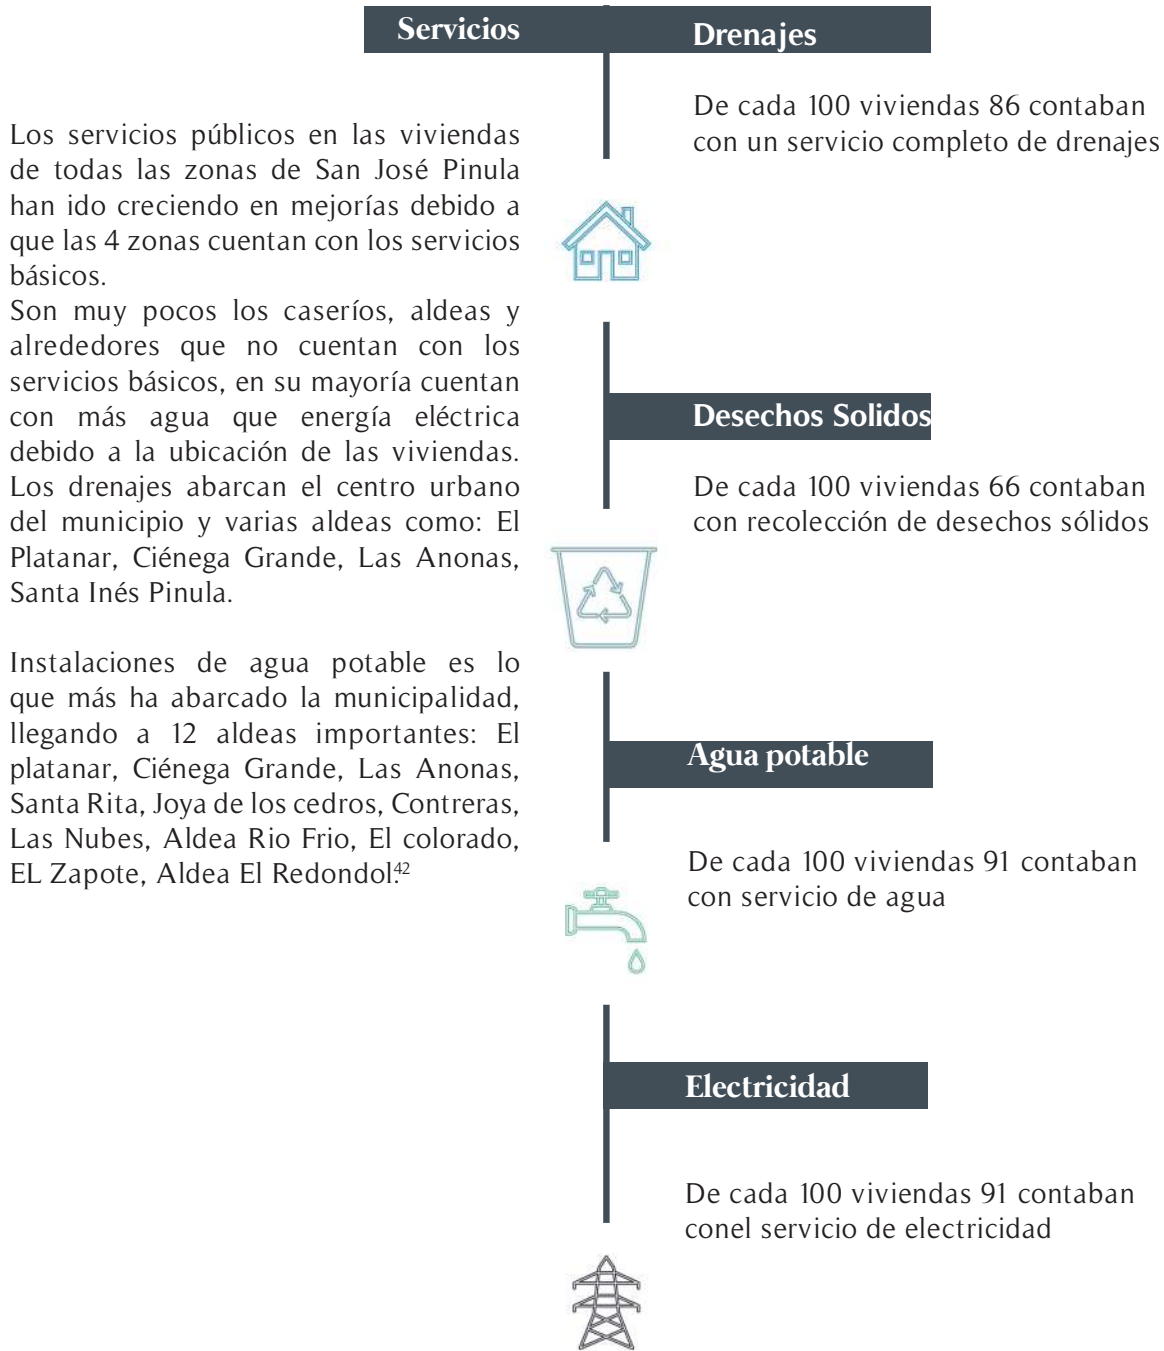 Servicios
Los servicios públicos en las viviendas
de todas las zonas de San José Pinula
han ido creciendo en mejorías debido a
que las 4 zonas cuentan con los servicios
básicos.
Son muy pocos los caseríos, aldeas y
alrededores que no cuentan con los
servicios básicos, en su mayoría cuentan
con más agua que energía eléctrica
debido a la ubicación de las viviendas.
Los drenajes abarcan el centro urbano
del municipio y varias aldeas como: El
Platanar, Ciénega Grande, Las Anonas,
Santa Inés Pinula.
Instalaciones de agua potable es lo
que más ha abarcado la municipalidad,
llegando a 12 aldeas importantes: El
platanar, Ciénega Grande, Las Anonas,
Santa Rita, Joya de los cedros, Contreras,
Las Nubes, Aldea Rio Frio, El colorado,
EL Zapote, Aldea El Redondol.42
Drenajes
De cada 100 viviendas 86 contaban
con un servicio completo de drenajes
Desechos Solidos
De cada 100 viviendas 66 contaban
con recolección de desechos sólidos
Agua potable
De cada 100 viviendas 91 contaban
con servicio de agua
Electricidad
De cada 100 viviendas 91 contaban
conel servicio de electricidad